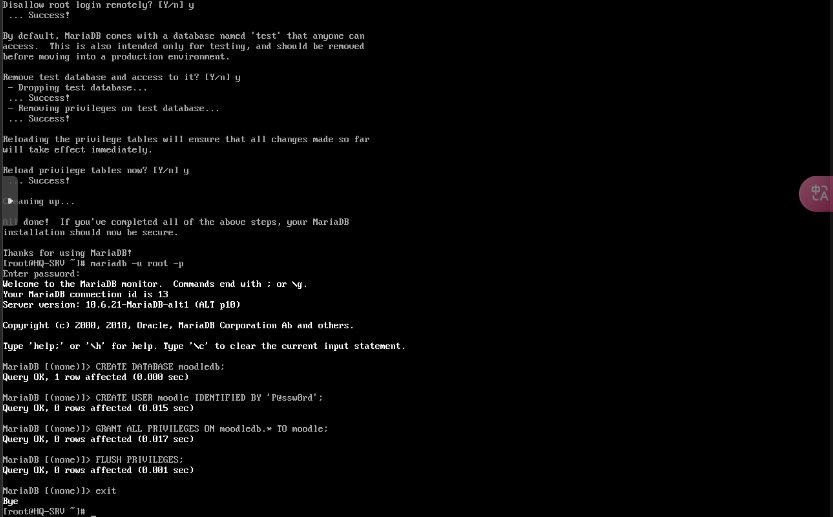 Disallow root login remotely? [Y/n] y
... Success!
By default, MariaDB comes with a database named 'test' that anyone can
access. This is also intended only for testing, and should be removed
before moving into a production environment.
Remove test database and access to it? [Y/n] y
- Dropping test database...
... Success!
- Removing privileges on test database...
... Success!
Reloading the privilege tables will ensure that all changes made so far
will take effect immediately.
Reload privilege tables now? [Y/n] y
... Success!
Cleaning up...
All done! If you've completed all of the above steps, your MariaDB
installation should now be secure.
Thanks for using MariaDB!
[root@HQ-SRV ~]# mariadb -u root -p
Enter password:
Welcome to the MariaDB monitor. Commands end with ; or \g.
Your MariaDB connection id is 13
Server version: 10.6.21-MariaDB-alt1 (ALT p10)
Copyright (c) 2000, 2018, Oracle, MariaDB Corporation Ab and others.
Type 'help;' or '\h' for help. Type '\c' to clear the current input statement.
MariaDB [(none)]> CREATE DATABASE moodledb;
Query OK, 1 row affected (0.000 sec)
MariaDB [(none)]> CREATE USER moodle IDENTIFIED BY 'P@ssw0rd';
Query OK, 0 rows affected (0.015 sec)
MariaDB [(none)]> GRANT ALL PRIVILEGES ON moodledb.* TO moodle;
Query OK, 0 rows affected (0.017 sec)
MariaDB [(none)]> FLUSH PRIVILEGES;
Query OK, 0 rows affected (0.001 sec)
MariaDB [(none)]> exit
Bye
[root@HQ-SRV ~]# _